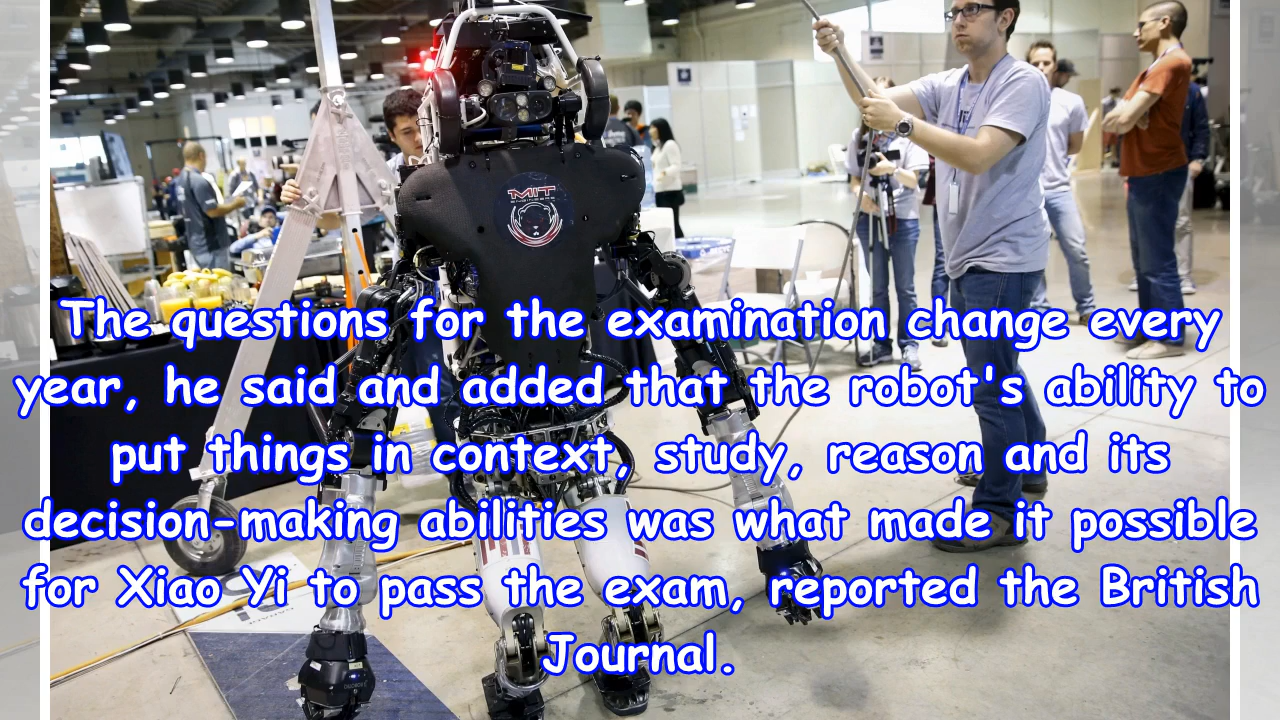 MIT
The questions for the examination change every
year, he said and added that the robot's ability to
put things in context, study, reason and its
decision-making abilities was what made it possible
for Xiao Yi to pass the exam, reported the British
Journal.